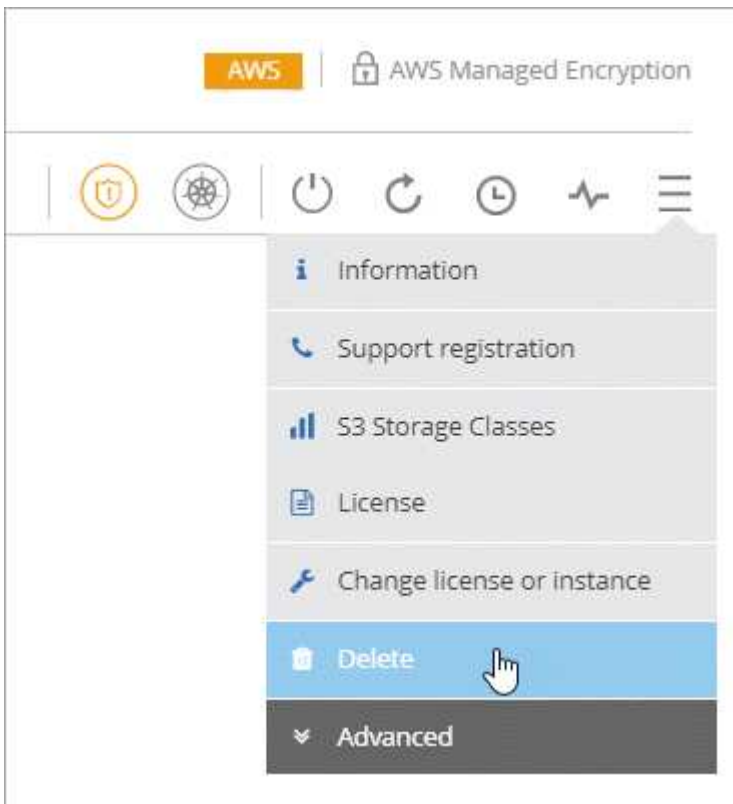 AWS
AWS Managed Encryption
Information
Support registration
S3 Storage Classes
License
Change license or instance
Delete
Advanced